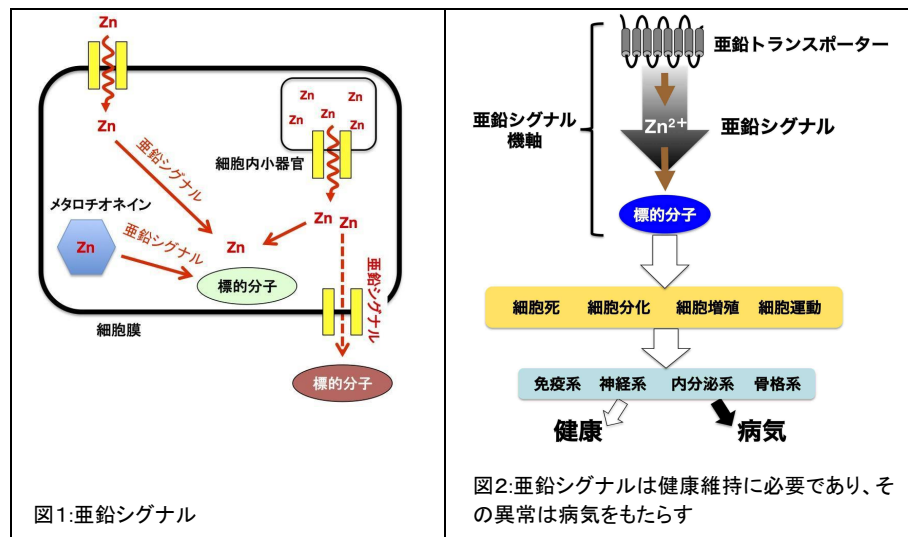 Zn
Zn
亜鉛シグナル
メタロチオネイン
Zn
亜鉛シグナル
Zn
Zn
Zn
Zn
Zn
細胞内小器官
Zn
Zn
Zn
標的分子
亜鉛シグナル
細胞膜
標的分子
図1:亜鉛シグナル
亜鉛トランスポーター
亜鉛シグナル
機軸
Zn2+
亜鉛シグナル
標的分子
細胞死 細胞分化 細胞増殖 細胞運動
免疫系 神経系 内分泌系 骨格系
健康 病気
図2:亜鉛シグナルは健康維持に必要であり、そ
の異常は病気をもたらす